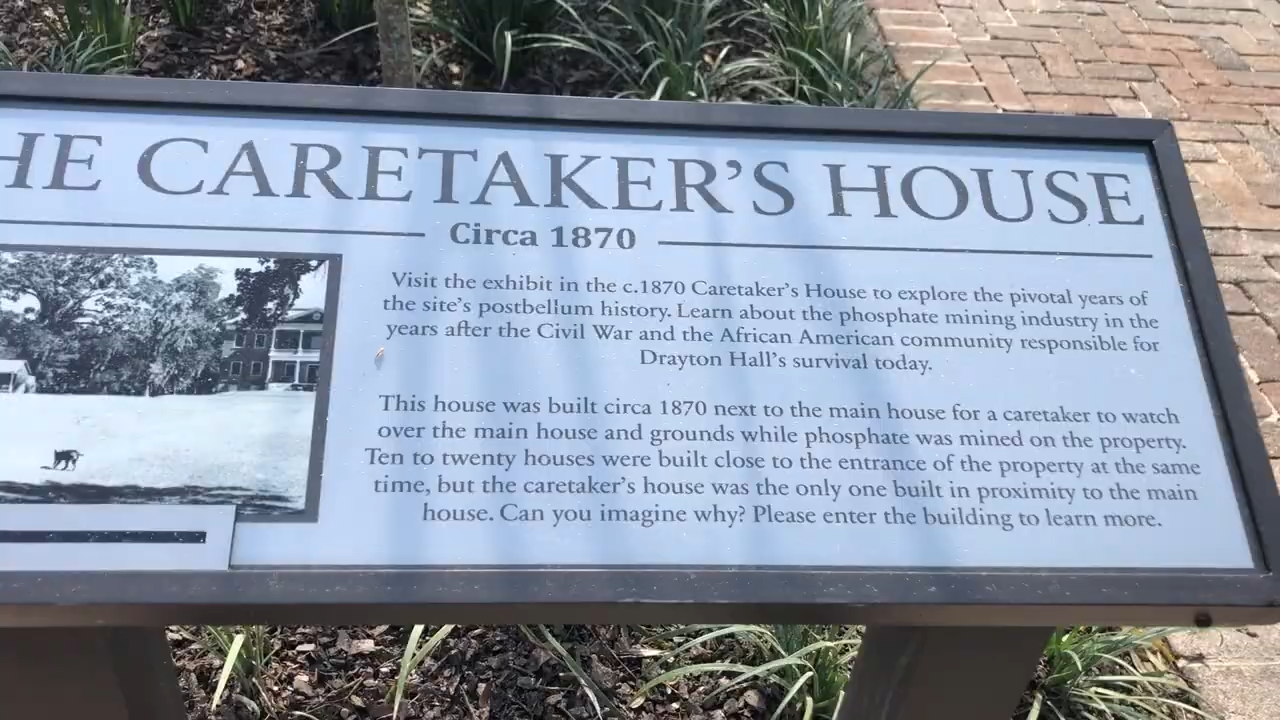 HE CARETAKER'S HOUSE
Circa 1870
Visit the exhibit in the c.1870 Caretaker's House to explore the pivotal years of
the site's postbellum history. Learn about the phosphate mining industry in the
years after the Civil War and the African American community responsible for
Drayton Hall's survival today.
This house was built circa 1870 next to the main house for a caretaker to watch
over the main house and grounds while phosphate was mined on the property.
Ten to twenty houses were built close to the entrance of the property at the same
time, but the caretaker's house was the only one built in proximity to the main
house. Can you imagine why? Please enter the building to learn more.